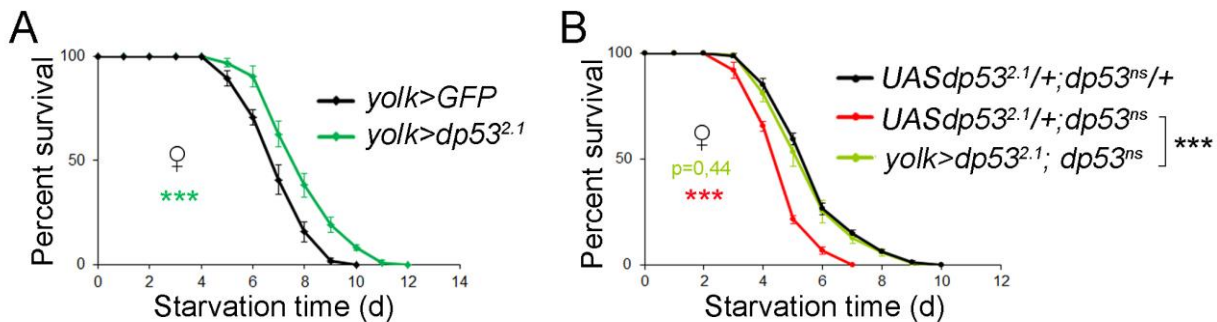 A
Percent survival
100
50
0
0 2 4 6 8 10 12 14
Starvation time (d)
♀
***
yolk>GFP
yolk>dp53^2.1
B
Percent survival
100
50
0
0 2 4 6 8 10 12
Starvation time (d)
♀
p=0,44
***
UASdp53^2.1/+;dp53^ns/+
UASdp53^2.1/+;dp53^ns
yolk>dp53^2.1; dp53^ns
***